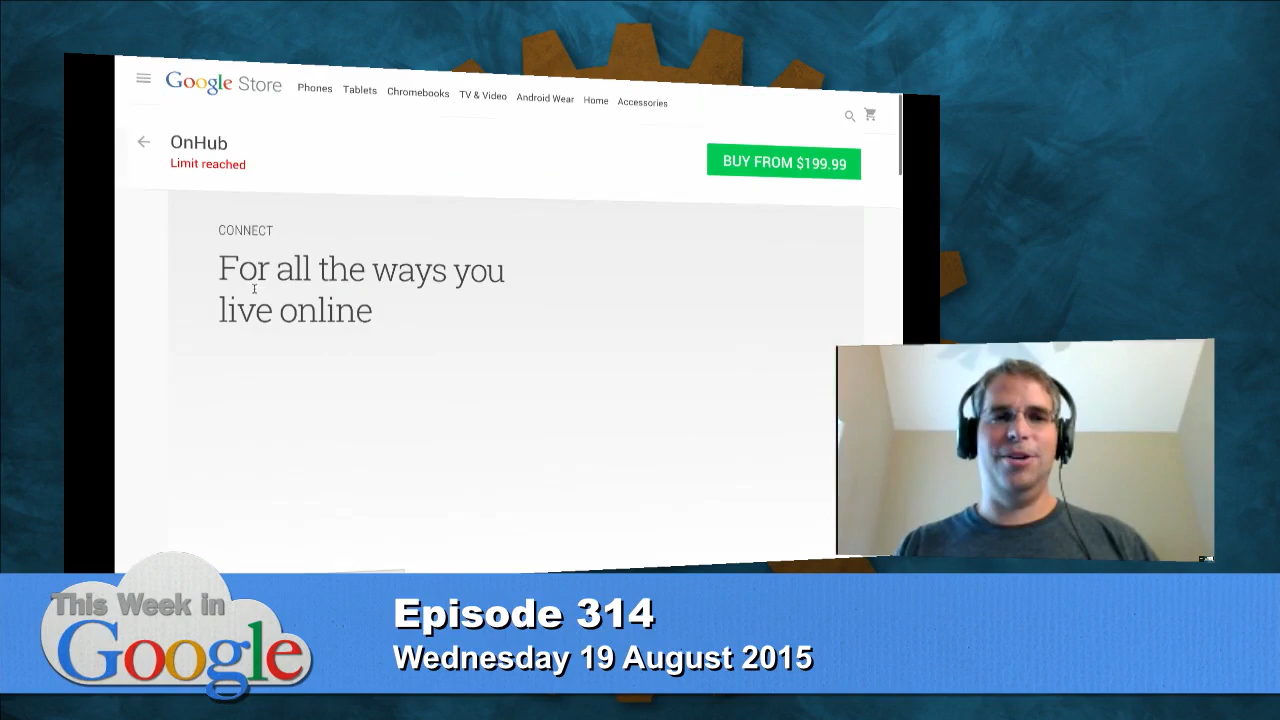 Google Store Phones Tablets Chromebooks TV & Video Android Wear Home Accessories
OnHub
Limit reached
BUY FROM $199.99
CONNECT
For all the ways you
live online
This Week in
Google
Episode 314
Wednesday 19 August 2015